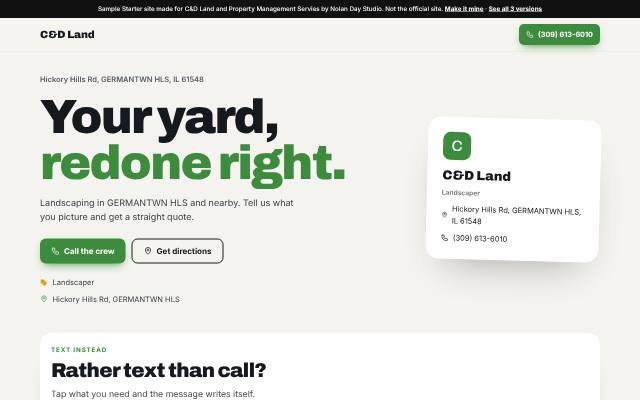 Sample Starter site made for C&D Land and Property Management Servies by Nolan Day Studio. Not the official site. Make it mine · See all 3 versions
C&D Land
(309) 613-6010
Hickory Hills Rd, GERMANTWN HLS, IL 61548
Your yard,
redone right.
Landscaping in GERMANTWN HLS and nearby. Tell us what
you picture and get a straight quote.
Call the crew
Get directions
Landscaper
Hickory Hills Rd, GERMANTWN HLS
C
C&D Land
Landscaper
Hickory Hills Rd, GERMANTWN HLS,
IL 61548
(309) 613-6010
TEXT INSTEAD
Rather text than call?
Tap what you need and the message writes itself.